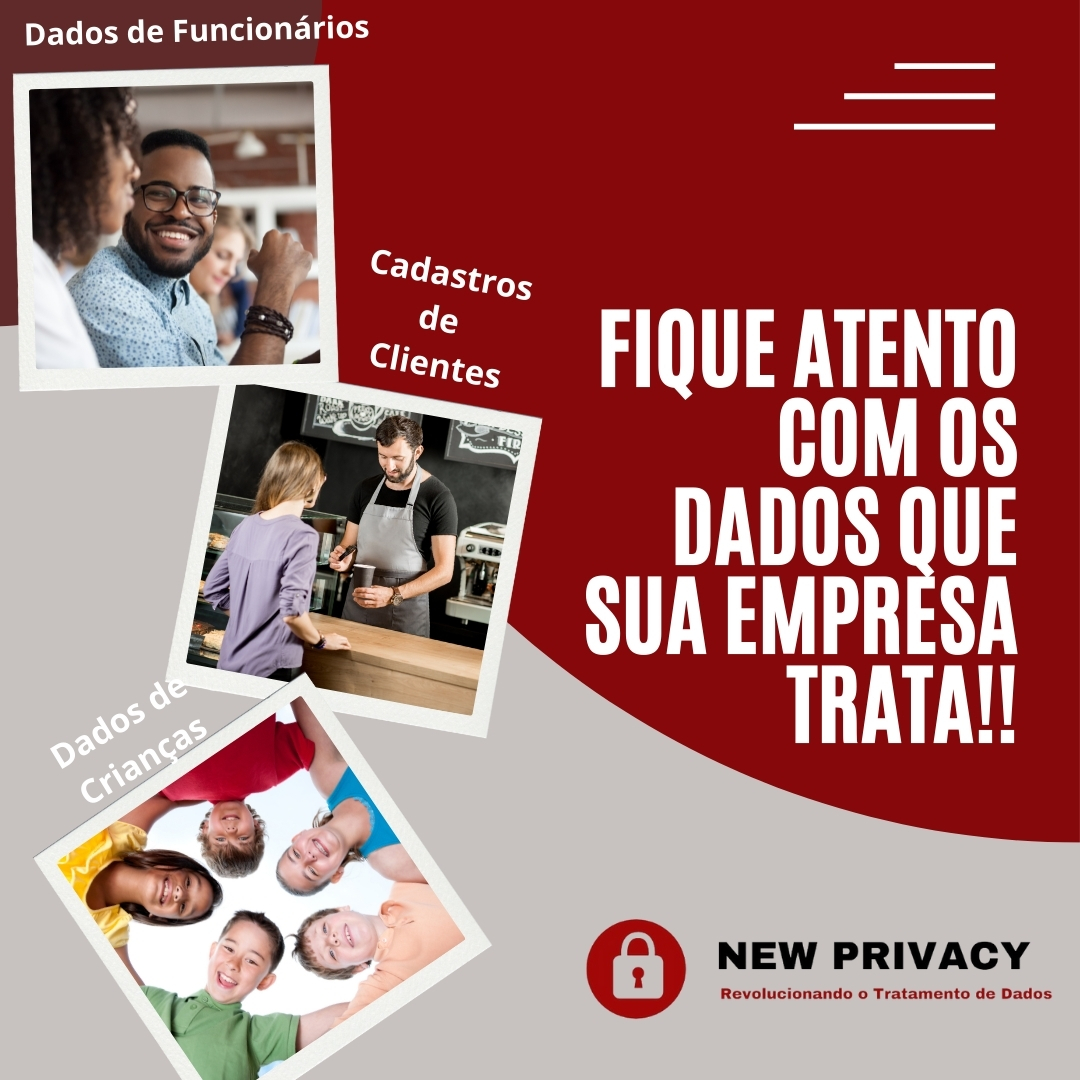 Dados de Funcionários
Cadastros
de
Clientes
FIQUE ATENTO
COM OS
DADOS QUE
SUA EMPRESA
TRATA!!
Dados de
Crianças
NEW PRIVACY
Revolucionando o Tratamento de Dados